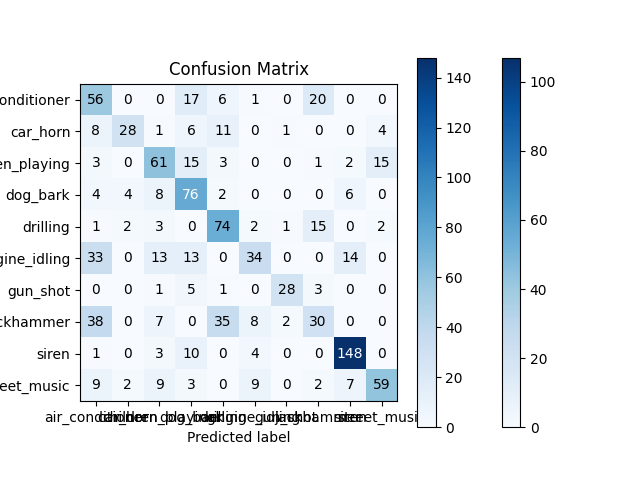 Confusion Matrix
onditioner 56 0 0 17 6 1 0 20 0 0
car_horn 8 28 1 6 11 0 1 0 0 4
en_playing 3 0 61 15 3 0 0 1 2 15
dog_bark 4 4 8 76 2 0 0 0 6 0
drilling 1 2 3 0 74 2 1 15 0 2
gine_idling 33 0 13 13 0 34 0 0 14 0
gun_shot 0 0 1 5 1 0 28 3 0 0
ckhammer 38 0 7 0 35 8 2 30 0 0
siren 1 0 3 10 0 4 0 0 148 0
eet_music 9 2 9 3 0 9 0 2 7 59
Predicted label
140
120
100
80
60
40
20
0
100
80
60
40
20
0